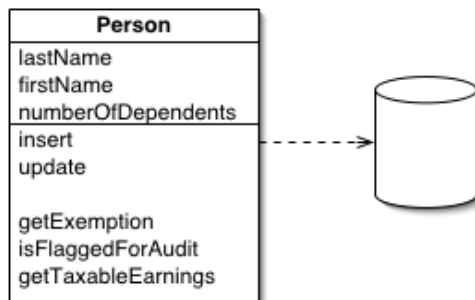 Person
lastName
firstName
numberOfDependents
insert
update
getExemption
isFlaggedForAudit
getTaxableEarnings